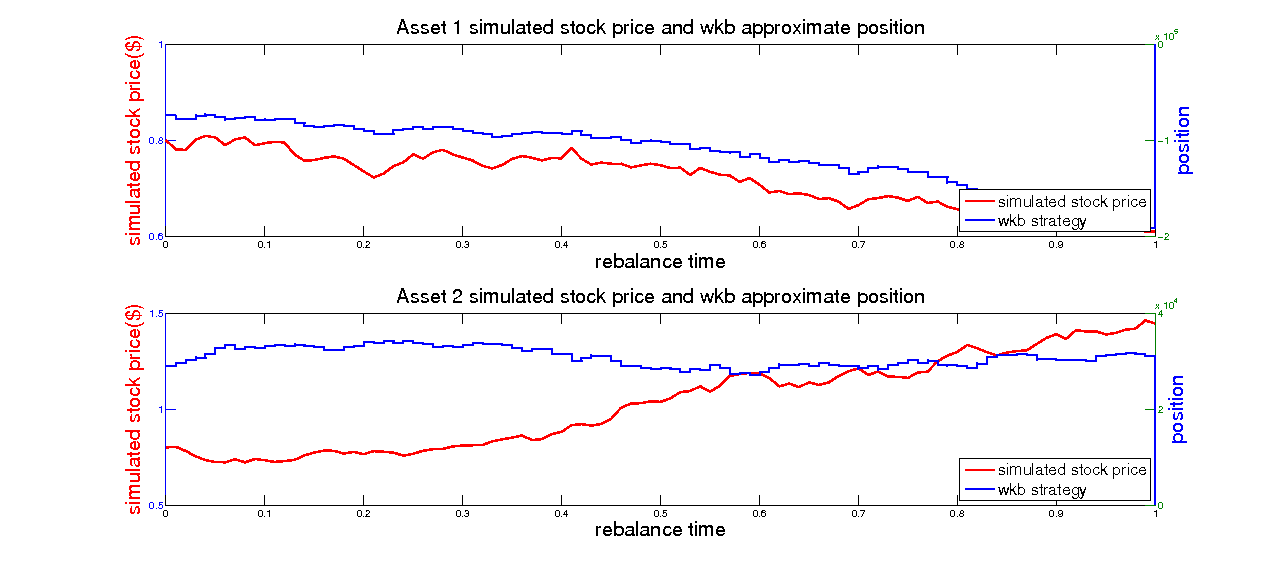 Asset 1 simulated stock price and wkb approximate position
simulated stock price($)
1
0.8
0.6
x 10^5
0
-1
-2
position
simulated stock price
wkb strategy
0 0.1 0.2 0.3 0.4 0.5 0.6 0.7 0.8 0.9 1
rebalance time
Asset 2 simulated stock price and wkb approximate position
simulated stock price($)
1.5
1
0.5
x 10^4
4
2
0
position
simulated stock price
wkb strategy
0 0.1 0.2 0.3 0.4 0.5 0.6 0.7 0.8 0.9 1
rebalance time